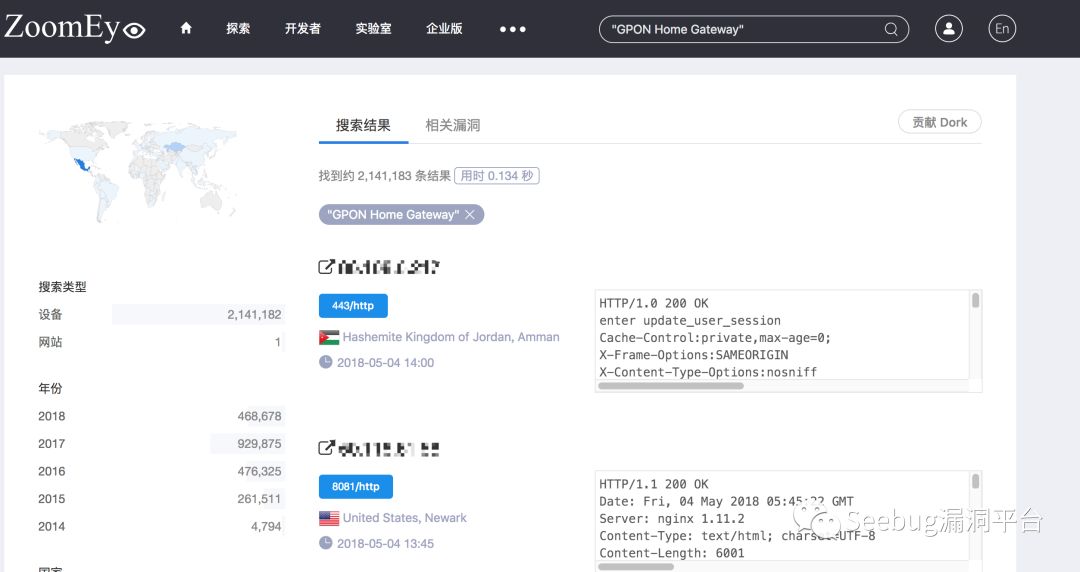 ZoomEye
探索 开发者 实验室 企业版 ••• "GPON Home Gateway" En
搜索结果 相关漏洞 贡献 Dork
找到约 2,141,183 条结果 用时 0.134 秒
"GPON Home Gateway" ×
搜索类型
设备 2,141,182
网站 1
年份
2018 468,678
2017 929,875
2016 476,325
2015 261,511
2014 4,794
443/http
Hashemite Kingdom of Jordan, Amman
2018-05-04 14:00
HTTP/1.0 200 OK
enter update_user_session
Cache-Control:private,max-age=0;
X-Frame-Options:SAMEORIGIN
X-Content-Type-Options:nosniff
8081/http
United States, Newark
2018-05-04 13:45
HTTP/1.1 200 OK
Date: Fri, 04 May 2018 05:45:22 GMT
Server: nginx 1.11.2
Content-Type: text/html; charset=UTF-8
Content-Length: 6001
Seebug漏洞平台